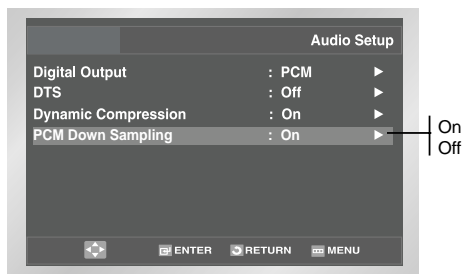 Audio Setup
Digital Output : PCM ▶
DTS : Off ▶
Dynamic Compression : On ▶
PCM Down Sampling : On ▶
On
Off
ENTER RETURN MENU